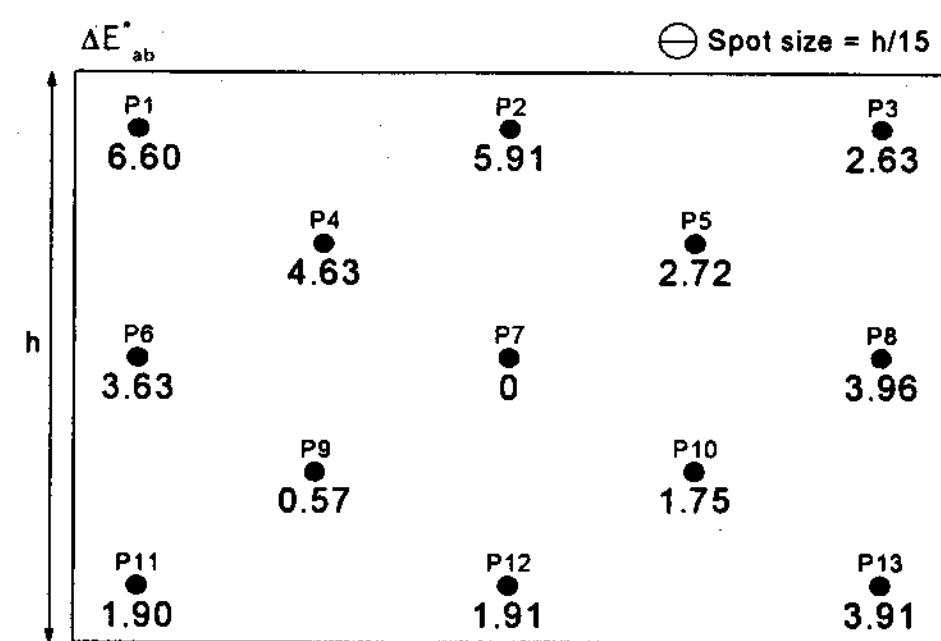 ΔE*ab
Spot size = h/15
P1 P2 P3
6.60 5.91 2.63
P4 P5
4.63 2.72
h
P6 P7 P8
3.63 0 3.96
P9 P10
0.57 1.75
P11 P12 P13
1.90 1.91 3.91